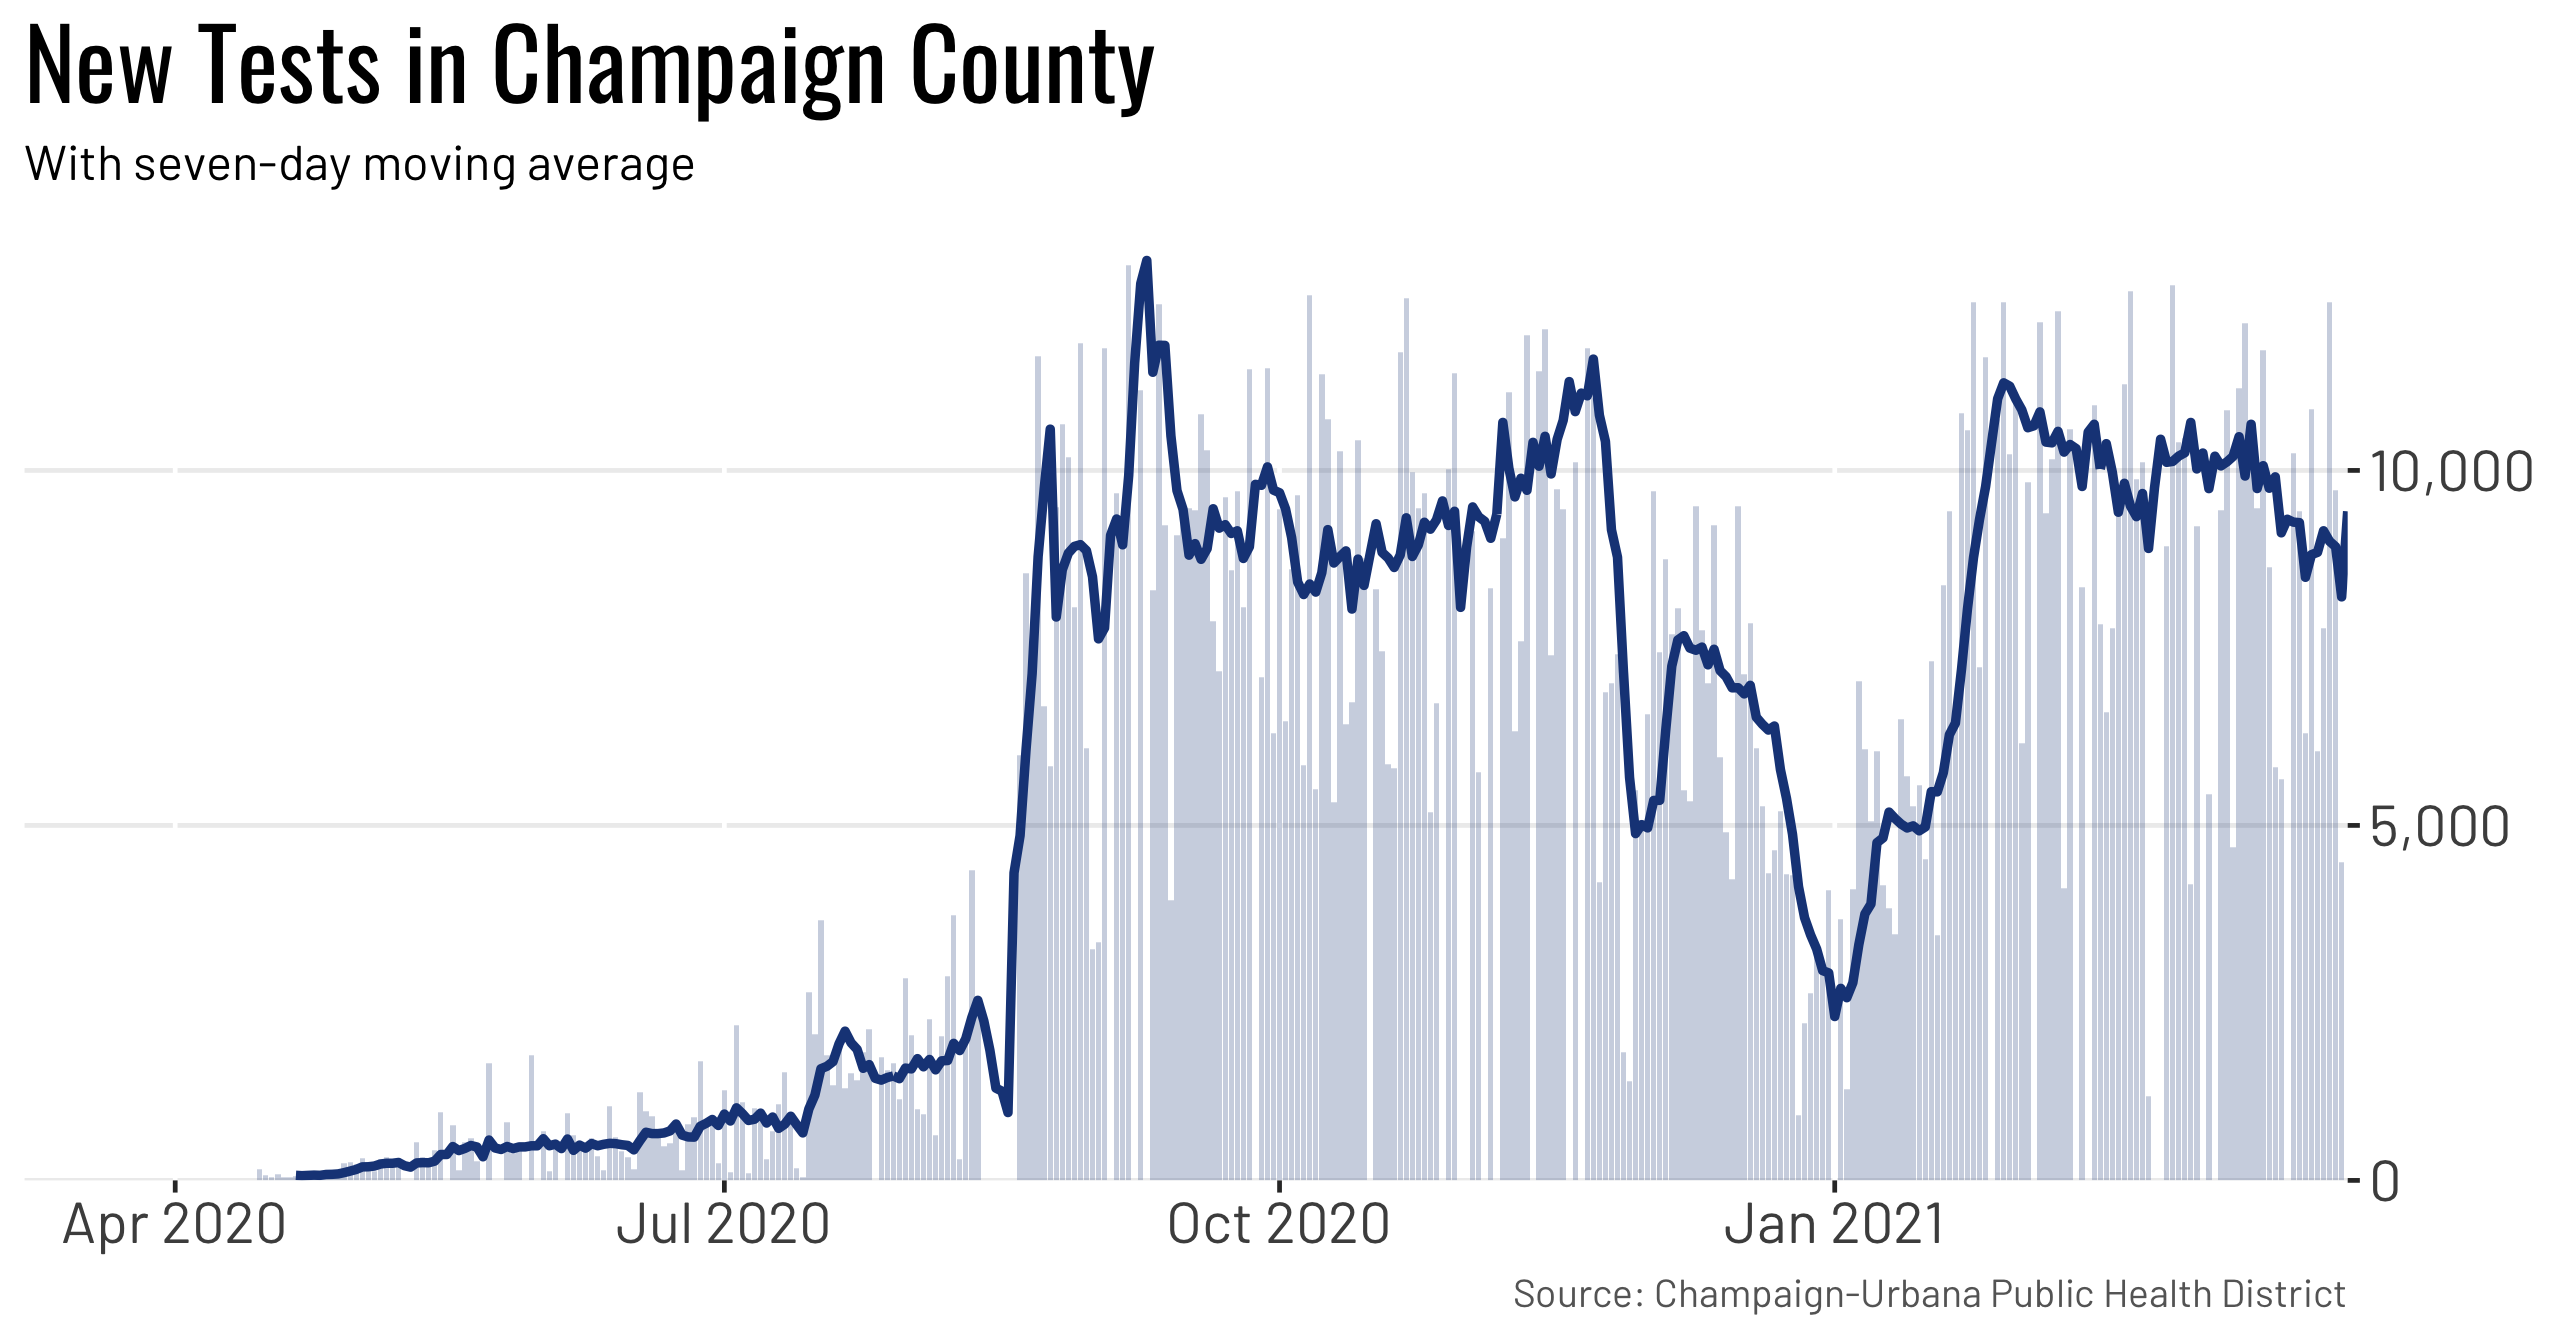 New Tests in Champaign County
With seven-day moving average
10,000
5,000
0
Apr 2020
Jul 2020
Oct 2020
Jan 2021
Source: Champaign-Urbana Public Health District